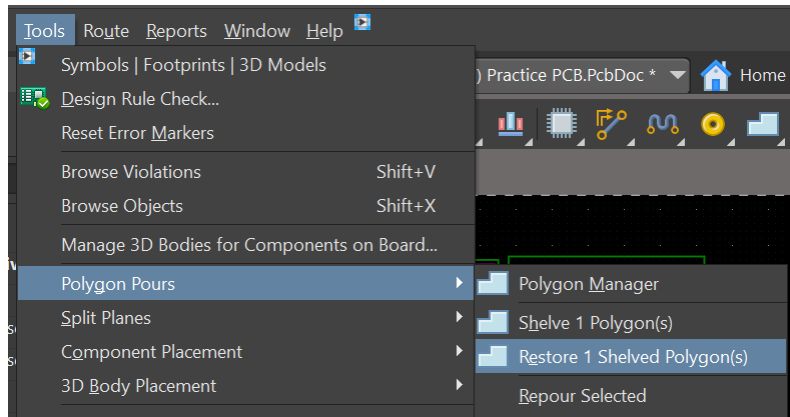 Tools Route Reports Window Help
Symbols | Footprints | 3D Models
) Practice PCB.PcbDoc * Home
Design Rule Check...
Reset Error Markers
Browse Violations Shift+V
Browse Objects Shift+X
Manage 3D Bodies for Components on Board...
Polygon Pours
Polygon Manager
Split Planes
Shelve 1 Polygon(s)
Component Placement
Restore 1 Shelved Polygon(s)
3D Body Placement
Repour Selected